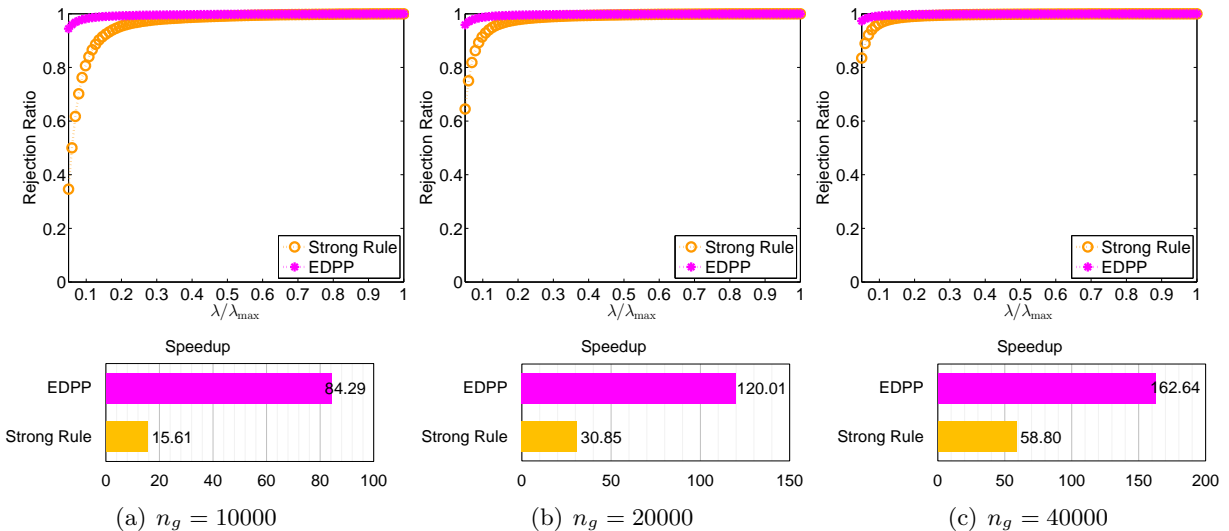 1
0.8
0.6
0.4
0.2
0
Rejection Ratio
Strong Rule
EDPP
0.1 0.2 0.3 0.4 0.5 0.6 0.7 0.8 0.9 1
λ/λmax
1
0.8
0.6
0.4
0.2
0
Rejection Ratio
Strong Rule
EDPP
0.1 0.2 0.3 0.4 0.5 0.6 0.7 0.8 0.9 1
λ/λmax
1
0.8
0.6
0.4
0.2
0
Rejection Ratio
Strong Rule
EDPP
0.1 0.2 0.3 0.4 0.5 0.6 0.7 0.8 0.9 1
λ/λmax
Speedup
EDPP 84.29
Strong Rule 15.61
0 20 40 60 80 100
(a) ng = 10000
Speedup
EDPP 120.01
Strong Rule 30.85
0 50 100 150
(b) ng = 20000
Speedup
EDPP 162.64
Strong Rule 58.80
0 50 100 150 200
(c) ng = 40000